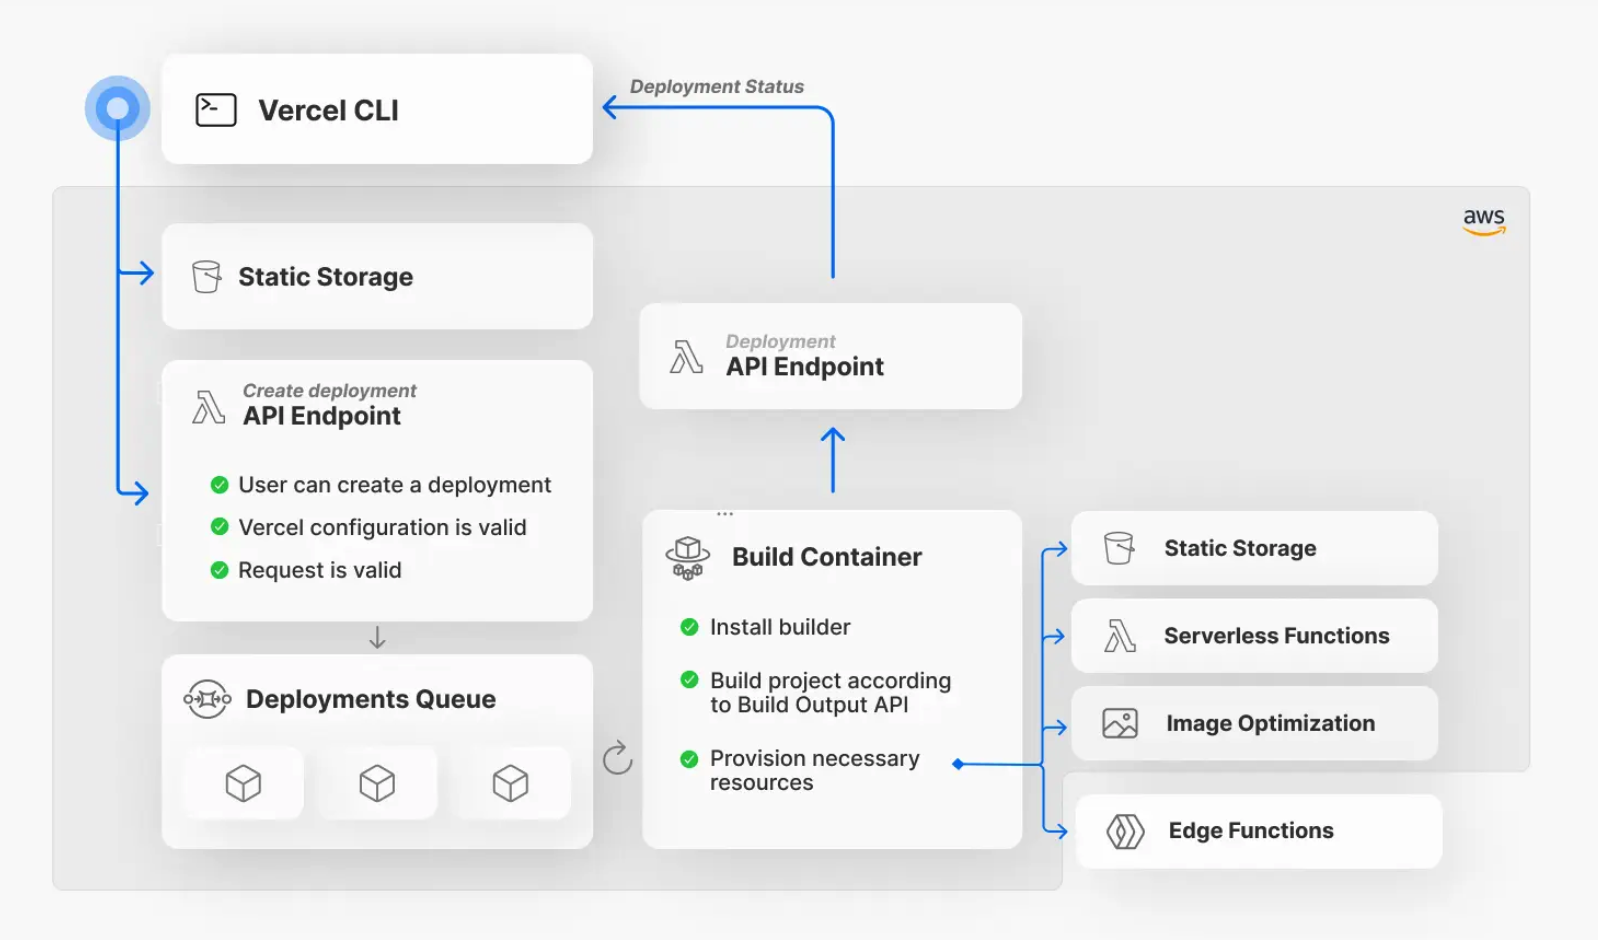 Vercel CLI
Deployment Status
aws
Static Storage
Create deployment
API Endpoint
User can create a deployment
Vercel configuration is valid
Request is valid
Deployments Queue
Deployment
API Endpoint
...
Build Container
Install builder
Build project according
to Build Output API
Provision necessary
resources
Static Storage
Serverless Functions
Image Optimization
Edge Functions